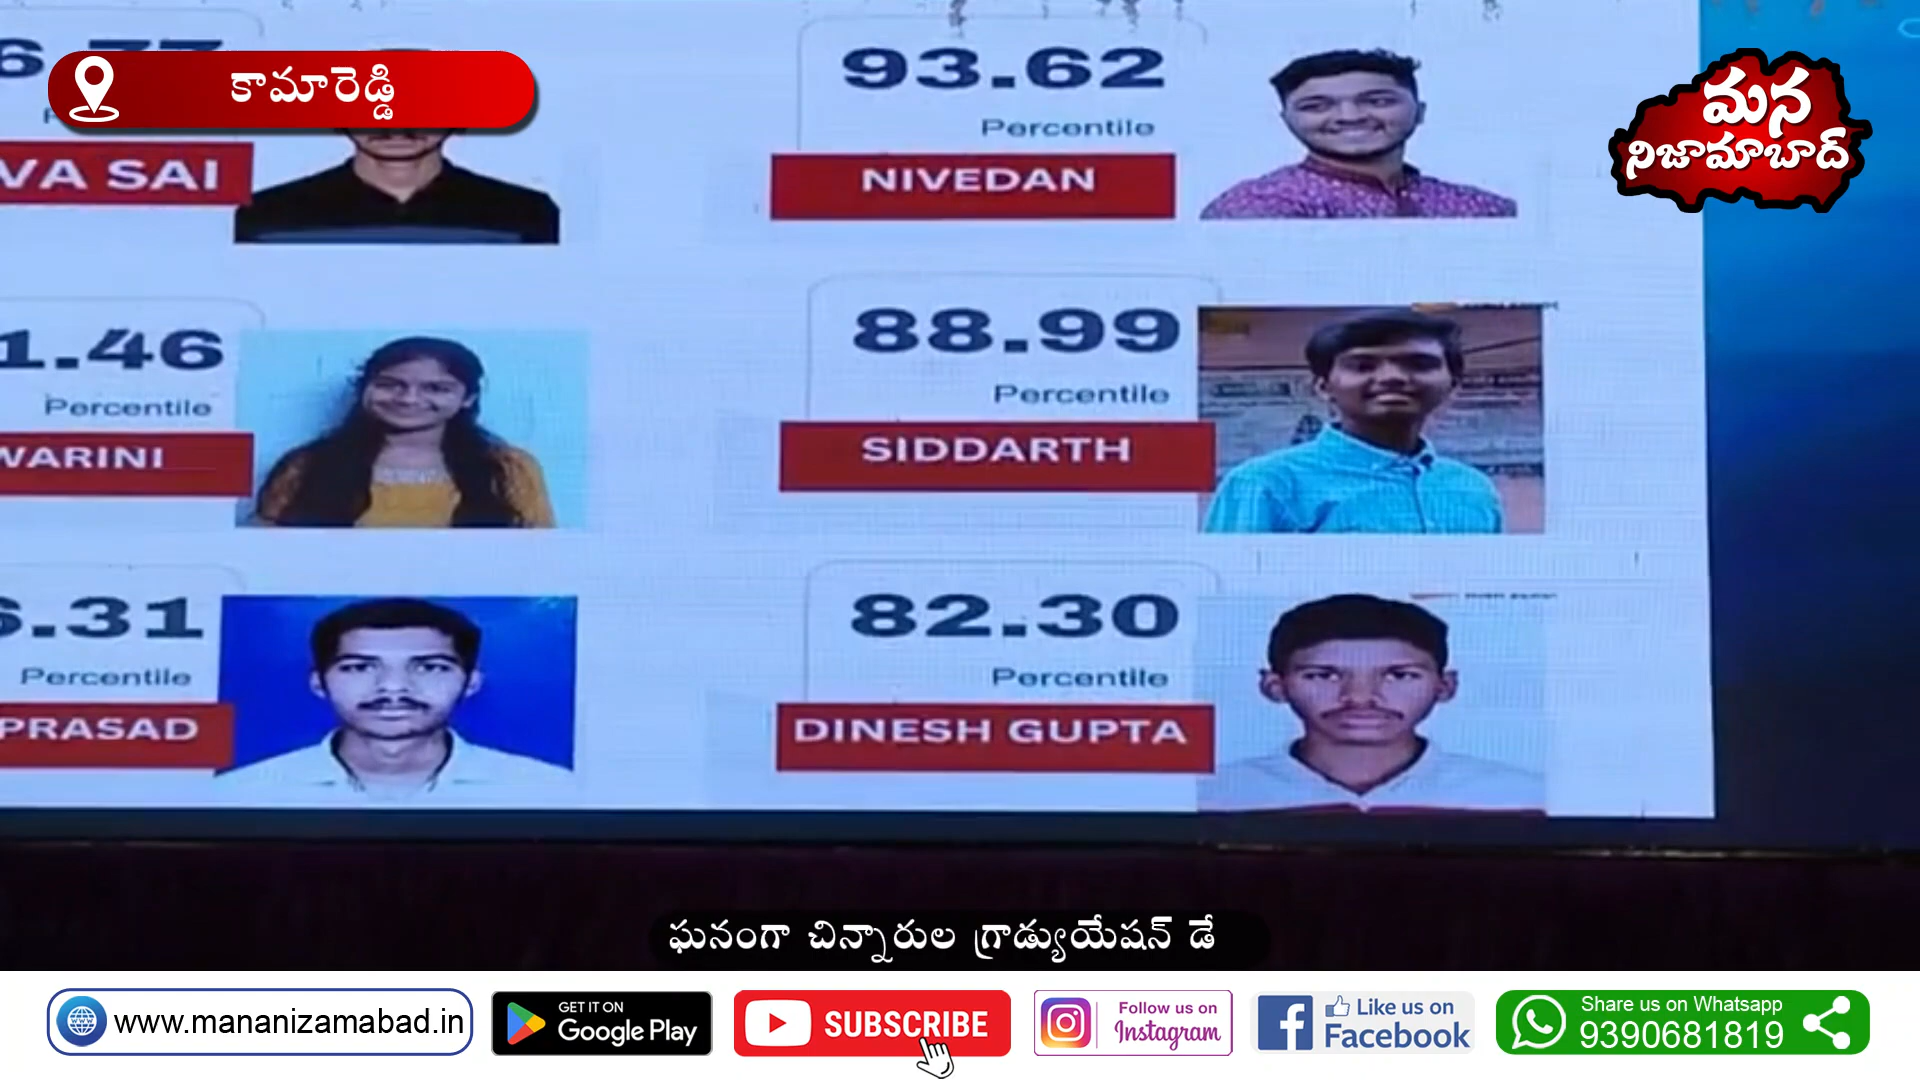 కామారెడ్డి
మన
నిజామాబాద్
93.62
Percentile
VA SAI
NIVEDAN
1.46
Percentile
WARINI
88.99
Percentile
SIDDARTH
6.31
Percentile
PRASAD
82.30
Percentile
DINESH GUPTA
ఘనంగా చిన్నారుల గ్రాడ్యుయేషన్ డే
www.mananizamabad.in
GET IT ON
Google Play
SUBSCRIBE
Follow us on
Instagram
Like us on
Facebook
Share us on Whatsapp
9390681819